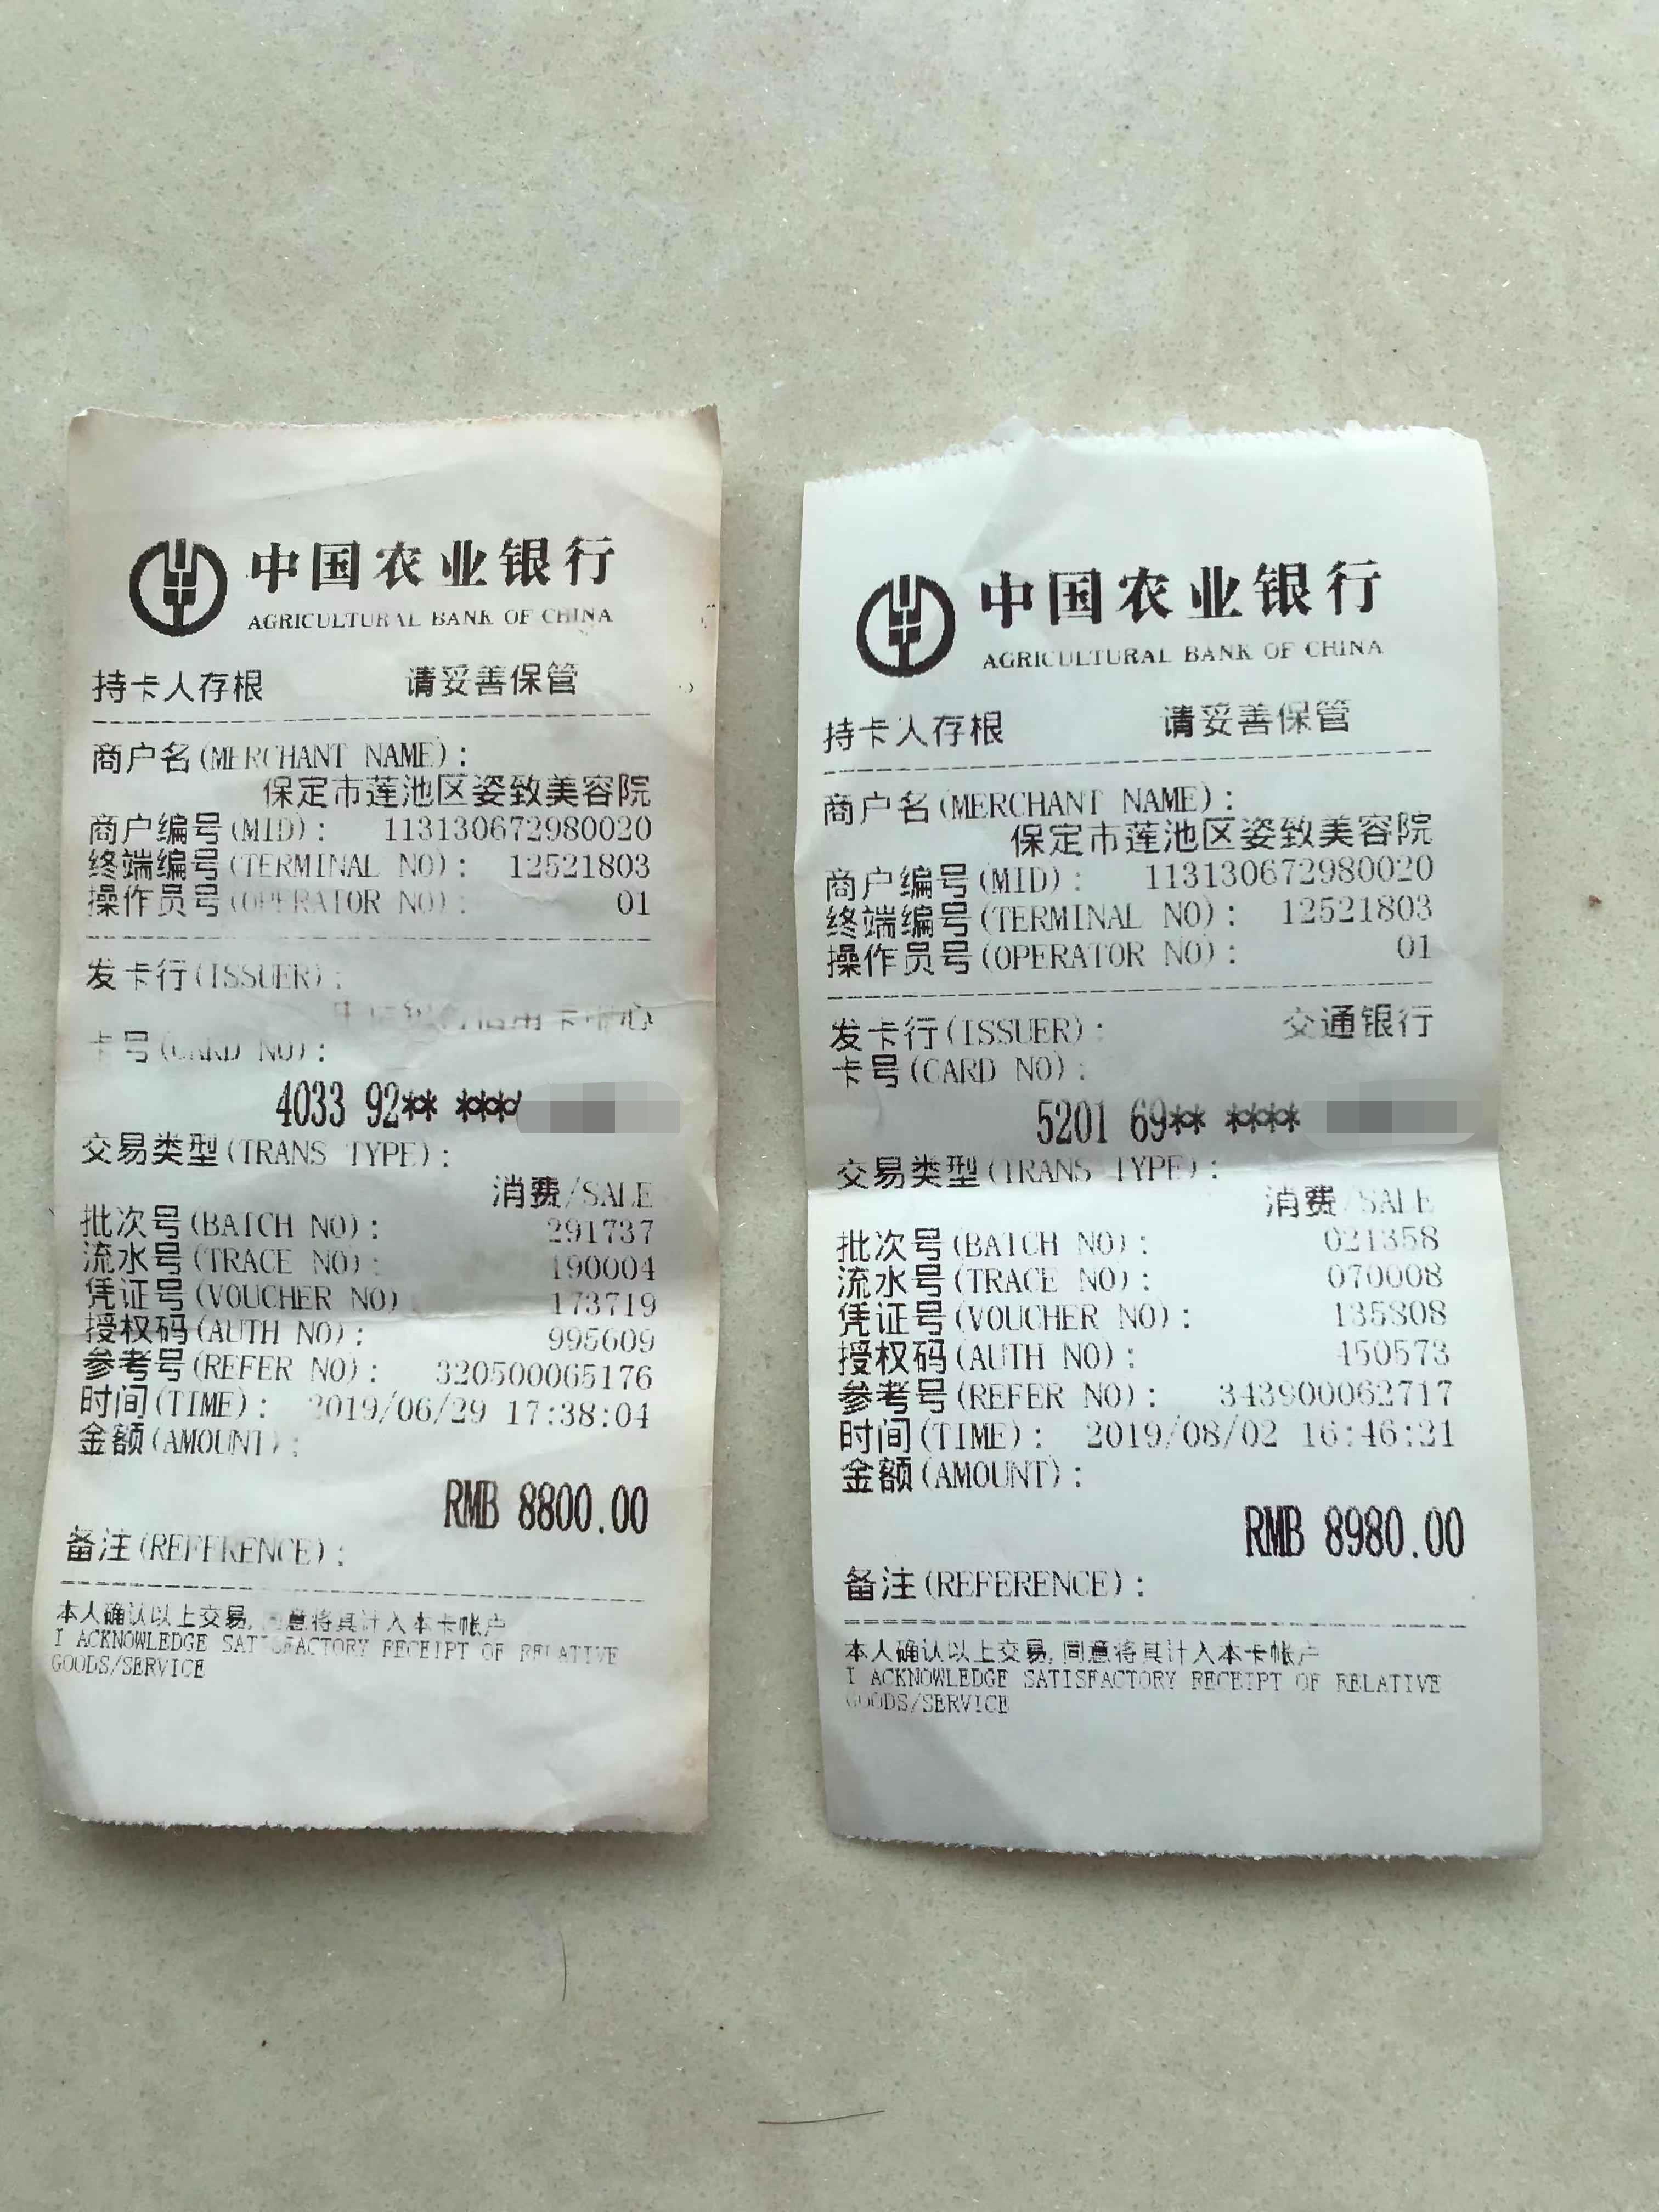 中国农业银行
AGRICULTURAL BANK OF CHINA
持卡人存根 请妥善保管
商户名(MERCHANT NAME):
保定市莲池区姿致美容院
商户编号(MID): 113130672980020
终端编号(TERMINAL NO): 12521803
操作员号(OPERATOR NO): 01
发卡行(ISSUER):
卡号(CARD NO):
4033 92** ***
交易类型(TRANS TYPE):
消费/SALE
批次号(BATCH NO): 291737
流水号(TRACE NO): 190004
凭证号(VOUCHER NO) 173719
授权码(AUTH NO): 995609
参考号(REFER NO): 320500065176
时间(TIME): 2019/06/29 17:38:04
金额(AMOUNT):
RMB 8800.00
备注(REFERENCE):
本人确认以上交易,同意将其计入本卡帐户
I ACKNOWLEDGE SATISFACTORY RECEIPT OF RELATIVE
GOODS/SERVICE
中国农业银行
AGRICULTURAL BANK OF CHINA
持卡人存根 请妥善保管
商户名(MERCHANT NAME):
保定市莲池区姿致美容院
商户编号(MID): 113130672980020
终端编号(TERMINAL NO): 12521803
操作员号(OPERATOR NO): 01
发卡行(ISSUER): 交通银行
卡号(CARD NO):
5201 69** ****
交易类型(TRANS TYPE):
消费/SALE
批次号(BATCH NO): 021358
流水号(TRACE NO): 070008
凭证号(VOUCHER NO): 135808
授权码(AUTH NO): 450573
参考号(REFER NO): 343900062717
时间(TIME): 2019/08/02 16:46:21
金额(AMOUNT):
RMB 8980.00
备注(REFERENCE):
本人确认以上交易,同意将其计入本卡帐户
I ACKNOWLEDGE SATISFACTORY RECEIPT OF RELATIVE
GOODS/SERVICE